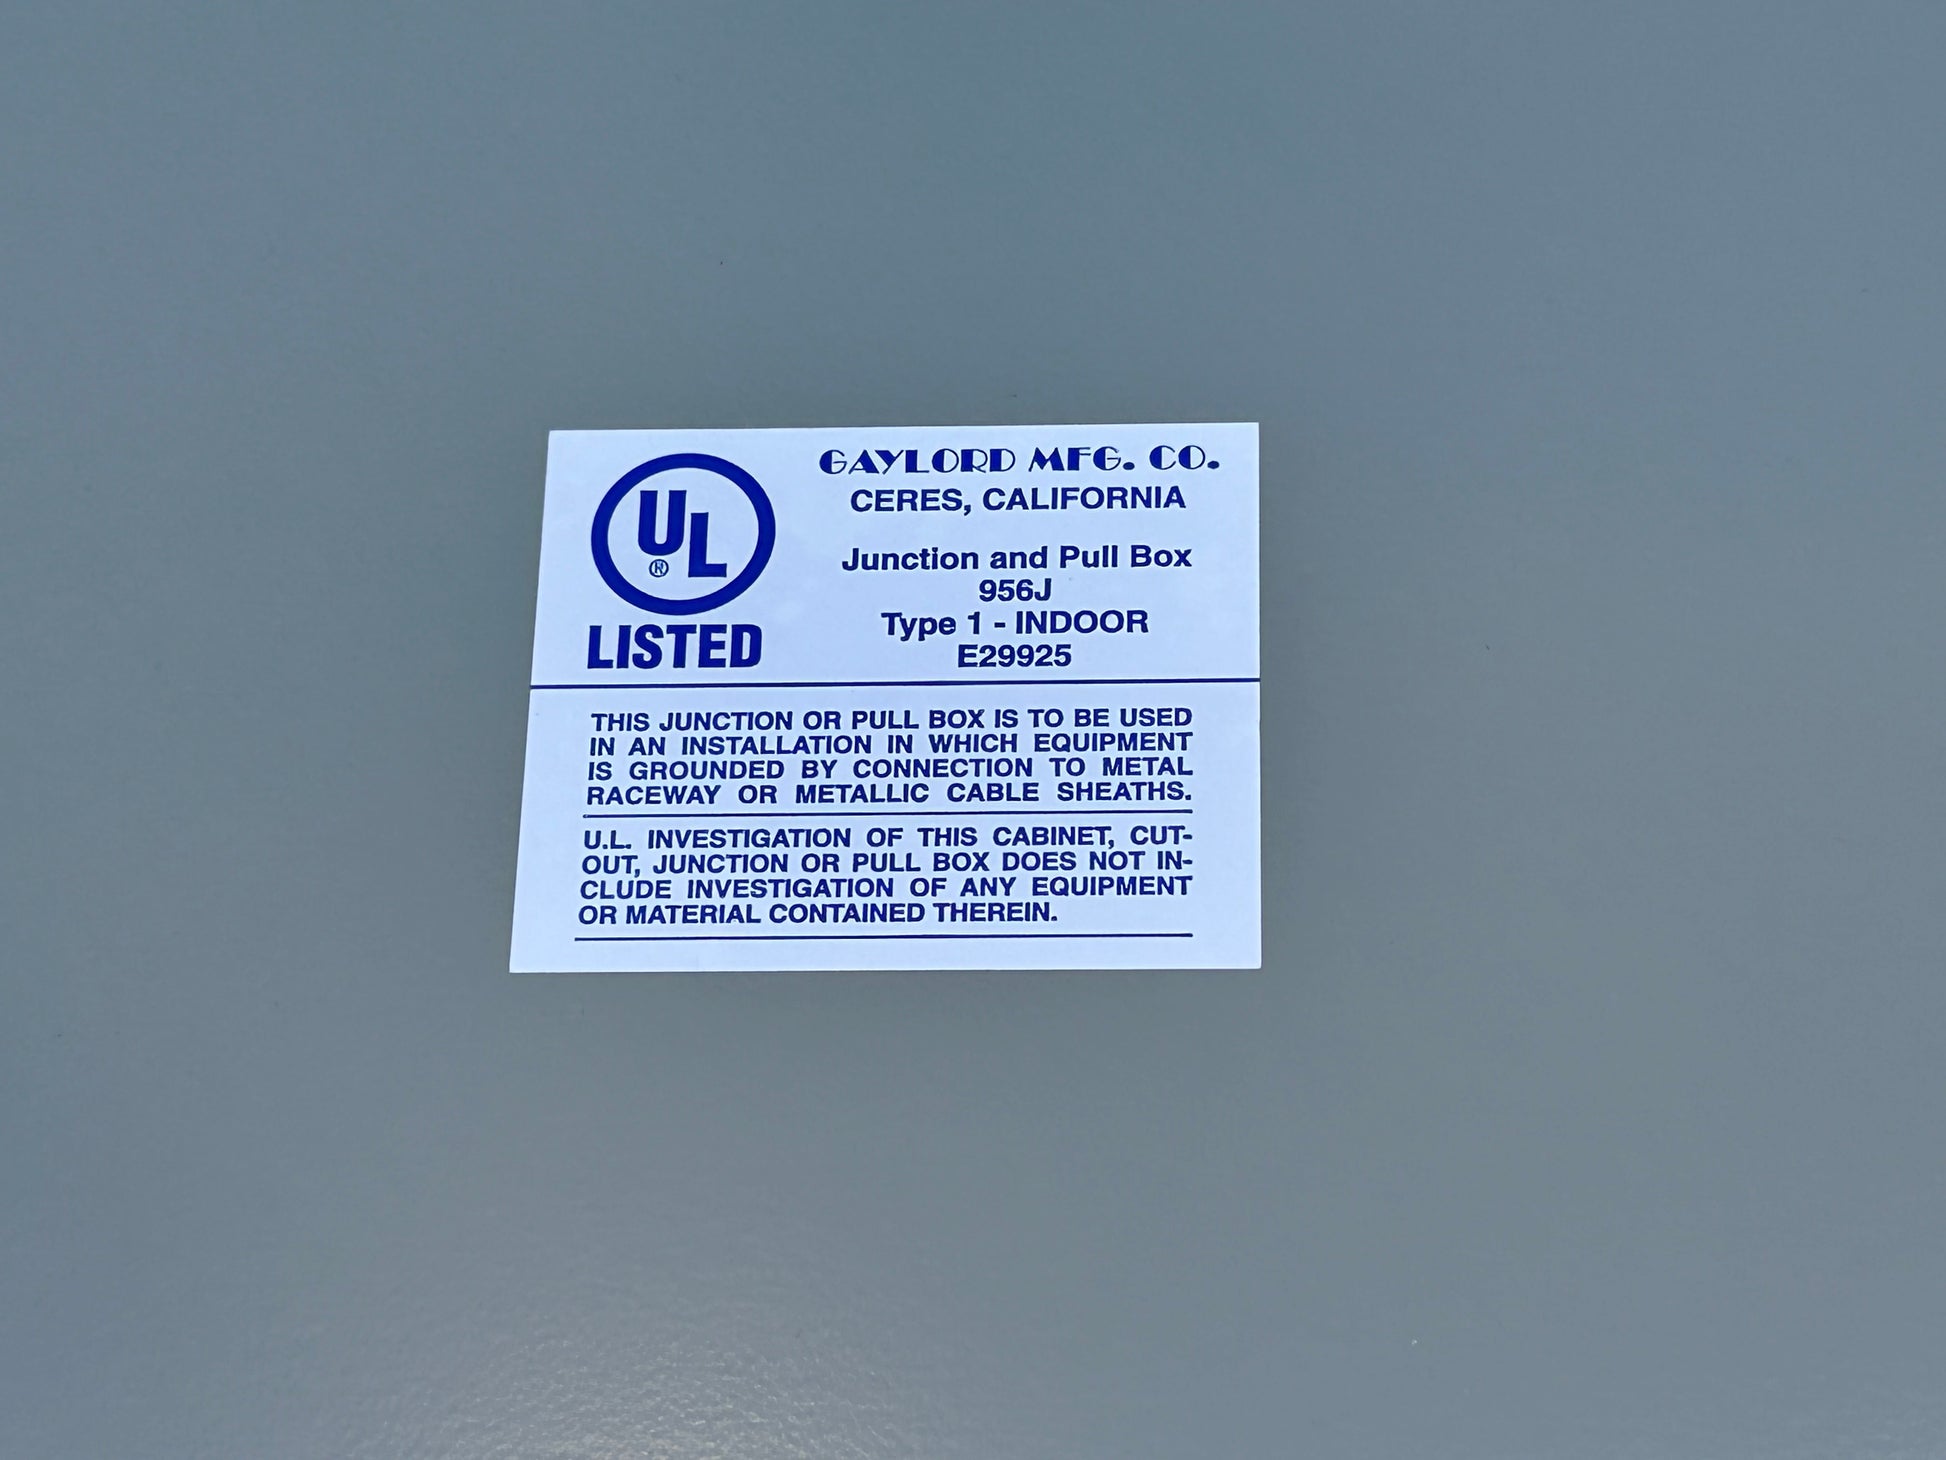 UL
®
LISTED
GAYLORD MFG. CO.
CERES, CALIFORNIA
Junction and Pull Box
956J
Type 1 - INDOOR
E29925
THIS JUNCTION OR PULL BOX IS TO BE USED
IN AN INSTALLATION IN WHICH EQUIPMENT
IS GROUNDED BY CONNECTION TO METAL
RACEWAY OR METALLIC CABLE SHEATHS.
U.L. INVESTIGATION OF THIS CABINET, CUT-
OUT, JUNCTION OR PULL BOX DOES NOT IN-
CLUDE INVESTIGATION OF ANY EQUIPMENT
OR MATERIAL CONTAINED THEREIN.